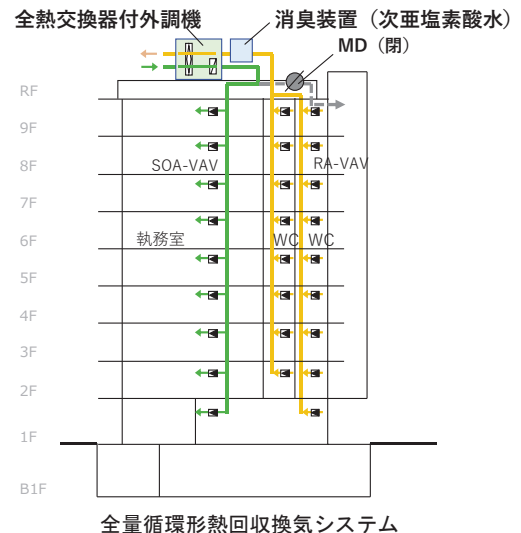 全熱交換器付外調機
消臭装置（次亜塩素酸水）
MD（閉）
RF
9F
8F
SOA-VAV
RA-VAV
7F
6F
執務室
WC
WC
5F
4F
3F
2F
1F
B1F
全量循環形熱回収換気システム